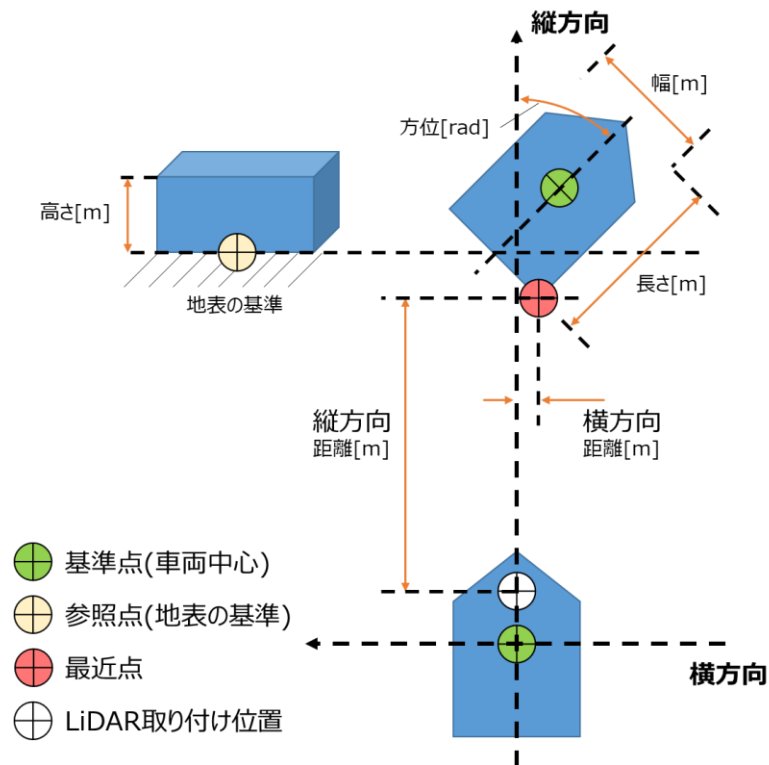 縦方向
幅[m]
方位[rad]
高さ[m]
地表の基準
長さ[m]
縦方向
距離[m]
横方向
距離[m]
基準点(車両中心)
参照点(地表の基準)
最近点
LiDAR取り付け位置
横方向